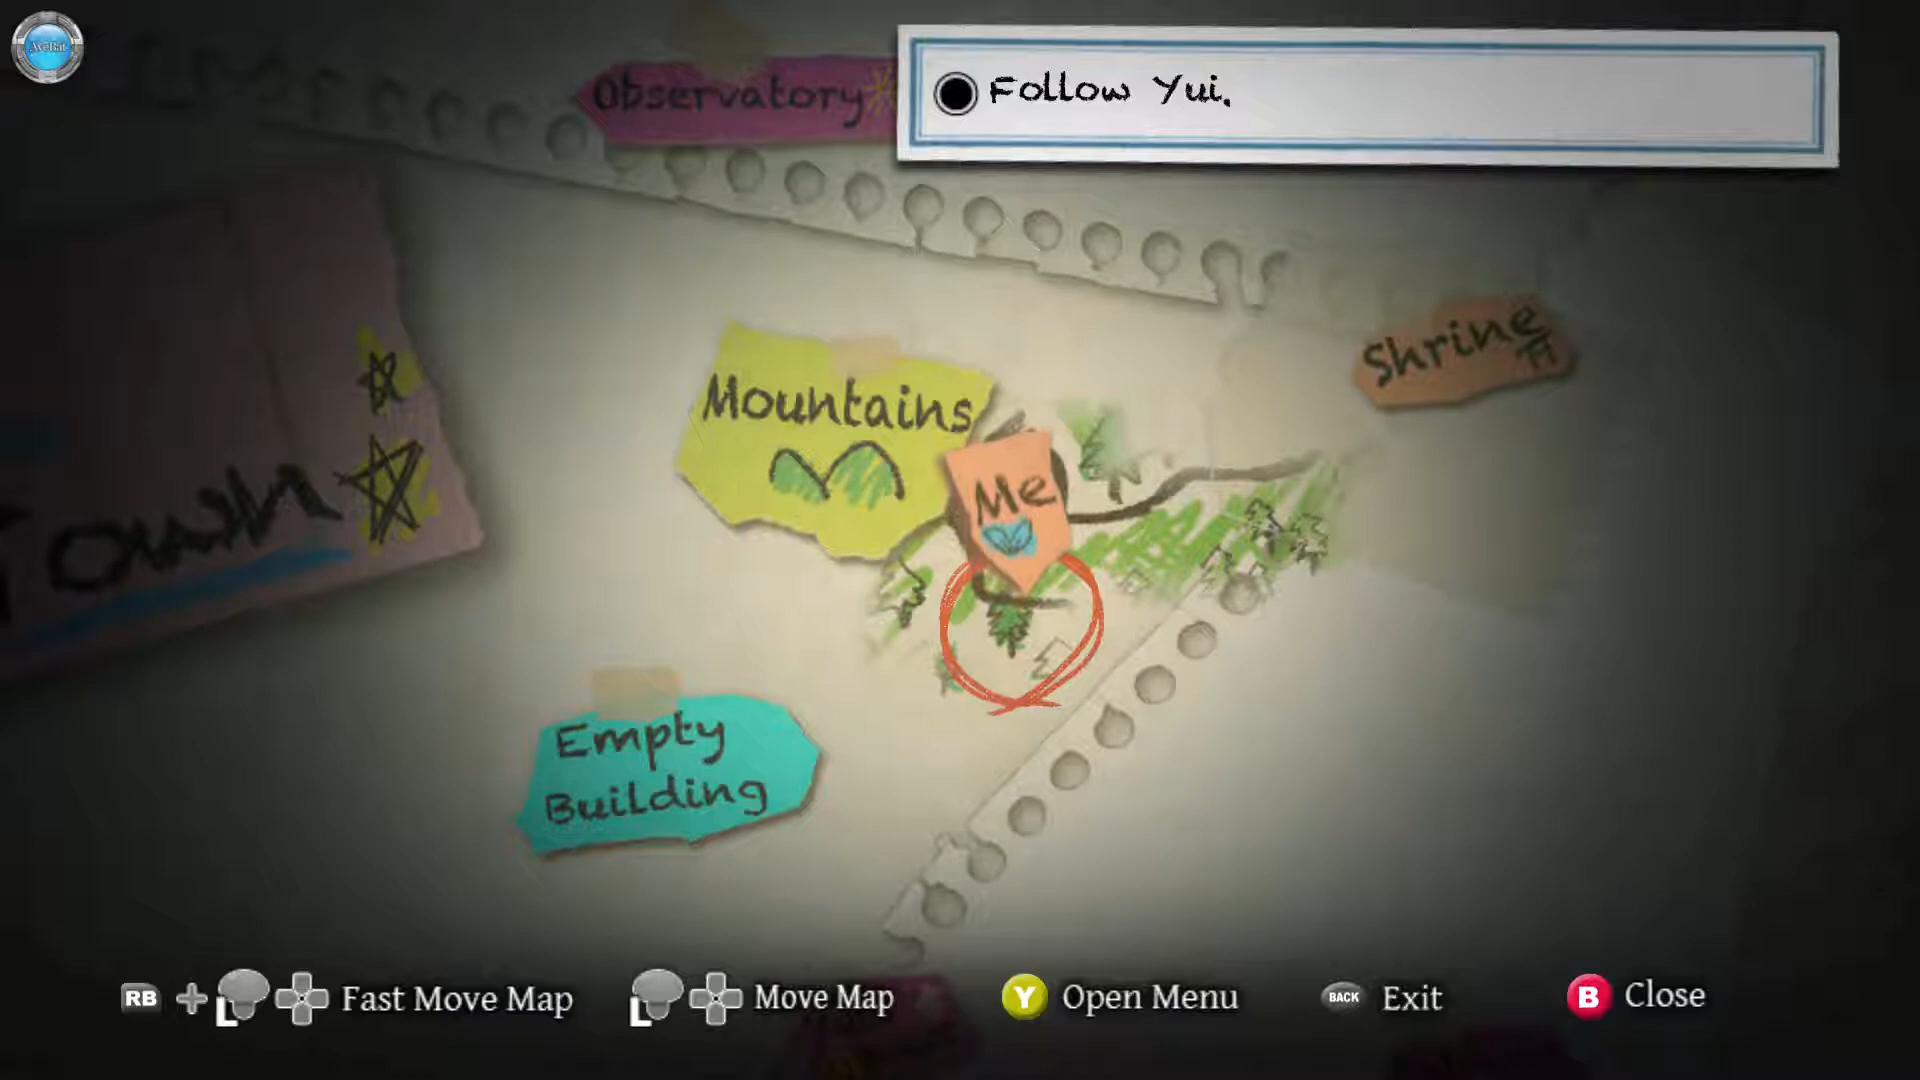 AveBat
Observatory
Follow Yui.
Shrine
Mountains
Me
Town
Empty
Building
RB + L Fast Move Map
L Move Map
Y Open Menu
BACK Exit
B Close